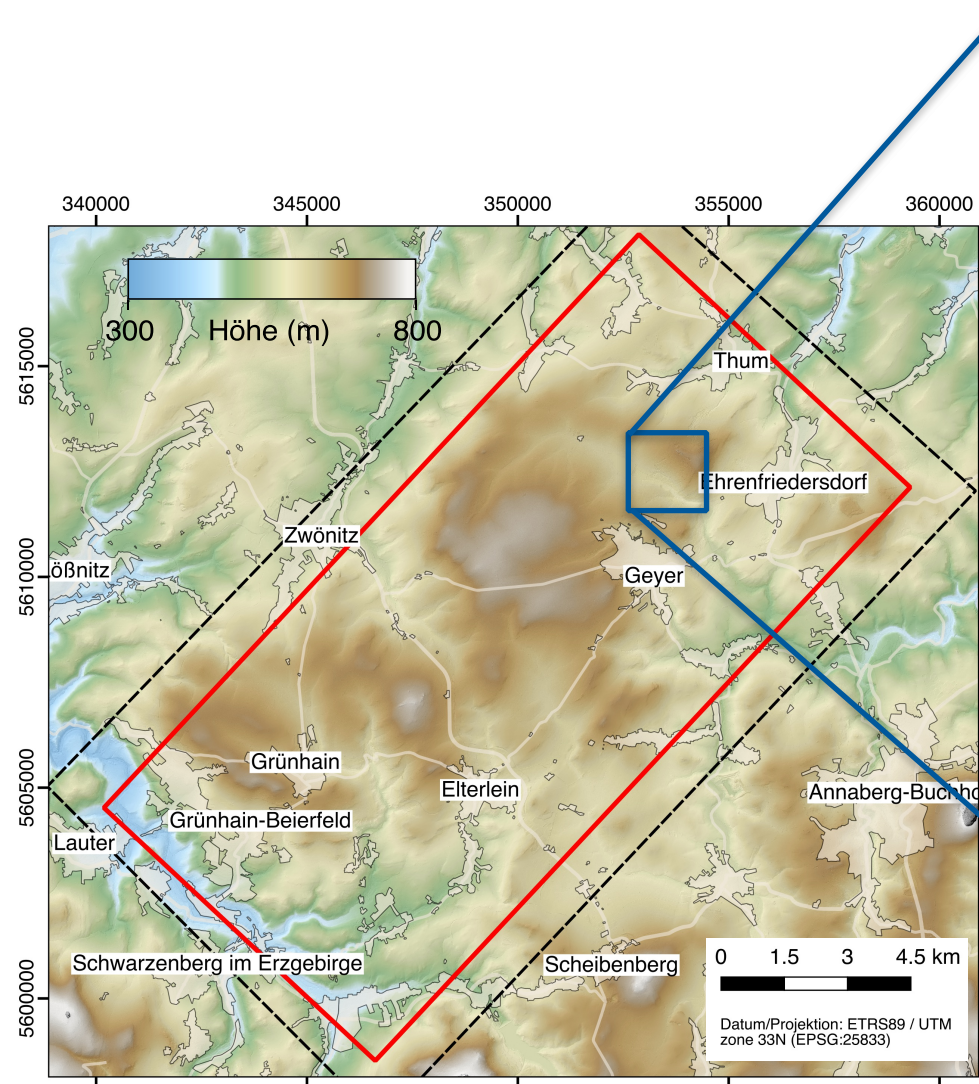 340000 345000 350000 355000 360000
300 Höhe (m) 800
5615000
Thum
Ehrenfriedersdorf
Zwönitz
ößnitz
Geyer
5610000
Grünhain
Elterlein
Annaberg-Buchho
5605000
Grünhain-Beierfeld
Lauter
Schwarzenberg im Erzgebirge
Scheibenberg
5600000
0 1.5 3 4.5 km
Datum/Projektion: ETRS89 / UTM
zone 33N (EPSG:25833)